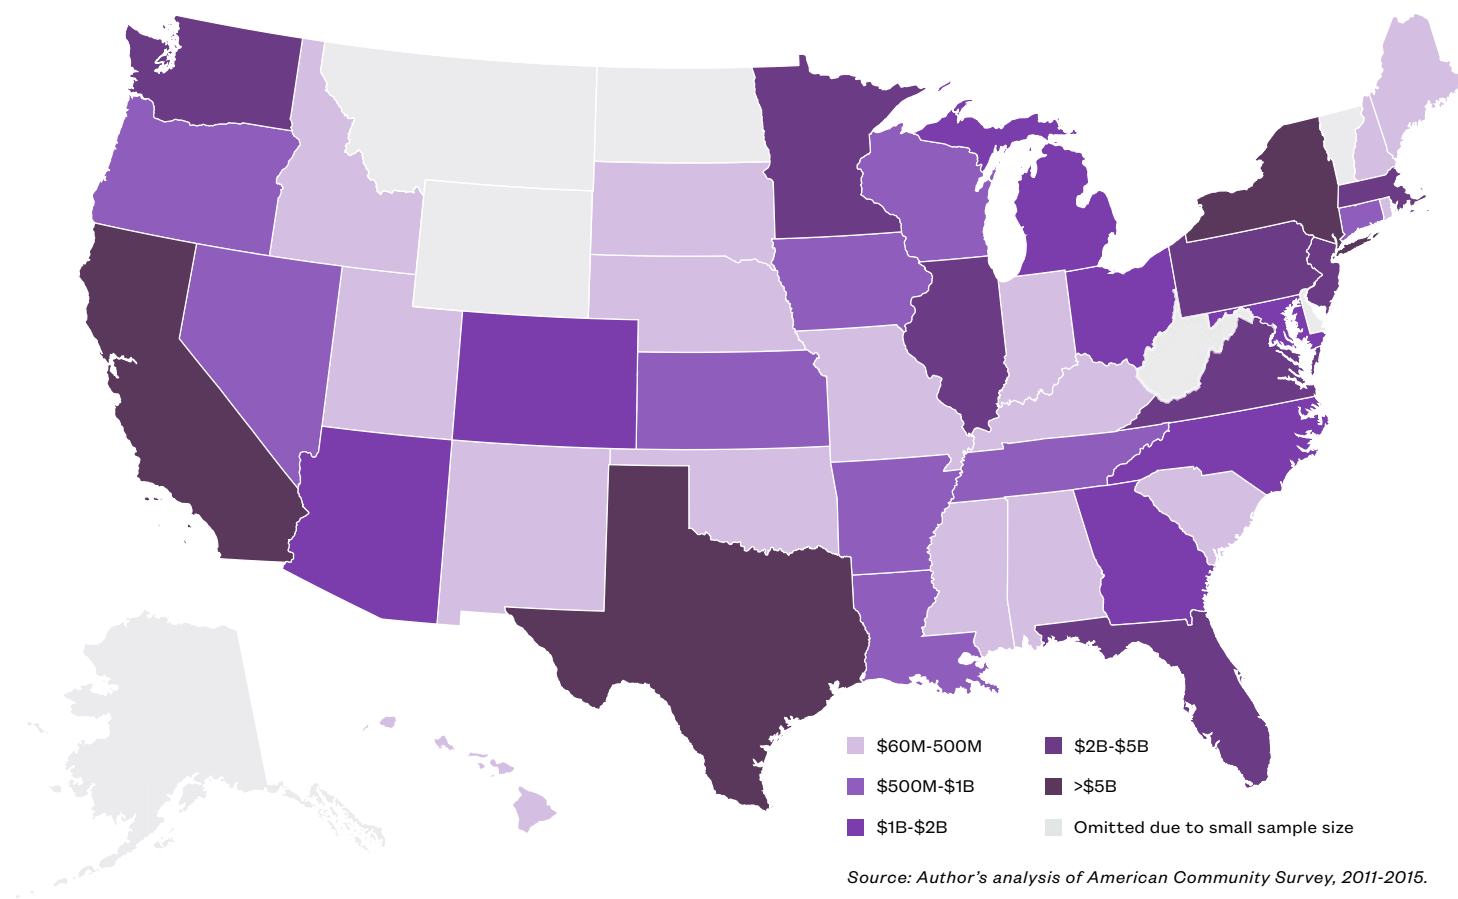 $60M-500M
$500M-$1B
$1B-$2B
$2B-$5B
>$5B
Omitted due to small sample size
Source: Author’s analysis of American Community Survey, 2011-2015.